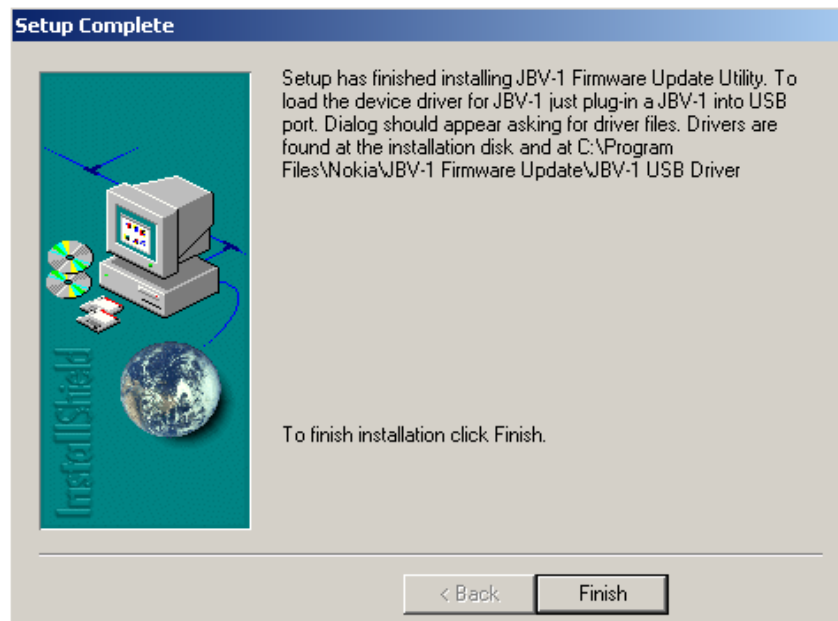 Setup Complete
Setup has finished installing JBV-1 Firmware Update Utility. To
load the device driver for JBV-1 just plug-in a JBV-1 into USB
port. Dialog should appear asking for driver files. Drivers are
found at the installation disk and at C:\Program
Files\Nokia\JBV-1 Firmware Update\JBV-1 USB Driver
InstallShield
To finish installation click Finish.
< Back
Finish